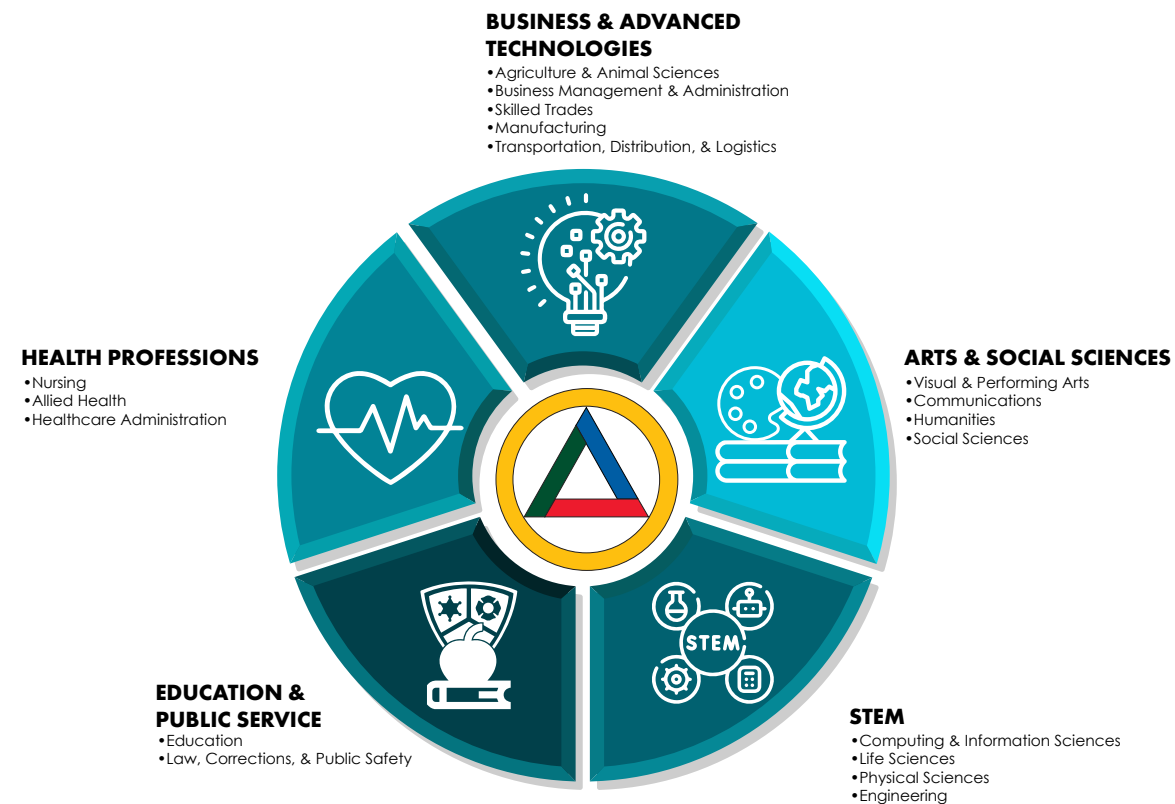 BUSINESS & ADVANCED
TECHNOLOGIES
•Agriculture & Animal Sciences
•Business Management & Administration
•Skilled Trades
•Manufacturing
•Transportation, Distribution, & Logistics
HEALTH PROFESSIONS
•Nursing
•Allied Health
•Healthcare Administration
ARTS & SOCIAL SCIENCES
•Visual & Performing Arts
•Communications
•Humanities
•Social Sciences
STEM
EDUCATION &
PUBLIC SERVICE
•Education
•Law, Corrections, & Public Safety
STEM
•Computing & Information Sciences
•Life Sciences
•Physical Sciences
•Engineering